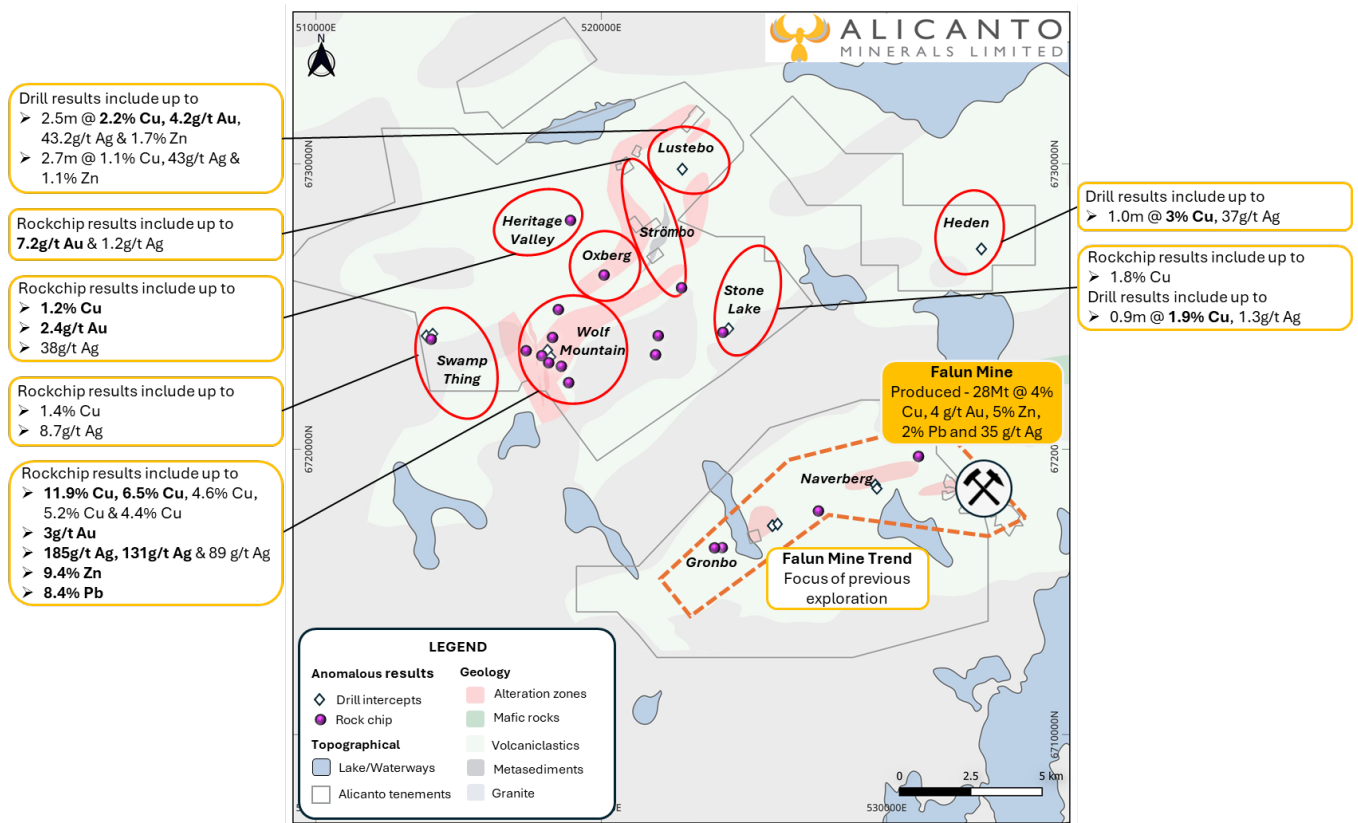 510000E
520000E
N
ALICANTO
MINERALS LIMITED
Drill results include up to
➢ 2.5m @ 2.2% Cu, 4.2g/t Au,
43.2g/t Ag & 1.7% Zn
➢ 2.7m @ 1.1% Cu, 43g/t Ag &
1.1% Zn
Rockchip results include up to
7.2g/t Au & 1.2g/t Ag
Rockchip results include up to
➢ 1.2% Cu
➢ 2.4g/t Au
➢ 38g/t Ag
Rockchip results include up to
➢ 1.4% Cu
➢ 8.7g/t Ag
Rockchip results include up to
➢ 11.9% Cu, 6.5% Cu, 4.6% Cu,
5.2% Cu & 4.4% Cu
➢ 3g/t Au
➢ 185g/t Ag, 131g/t Ag & 89 g/t Ag
➢ 9.4% Zn
➢ 8.4% Pb
6730000N
6720000N
Lustebo
Heritage
Valley
Strömbo
Oxberg
Stone
Lake
Wolf
Mountain
Swamp
Thing
Heden
6730000N
67200
6710000N
Drill results include up to
➢ 1.0m @ 3% Cu, 37g/t Ag
Rockchip results include up to
➢ 1.8% Cu
Drill results include up to
➢ 0.9m @ 1.9% Cu, 1.3g/t Ag
Falun Mine
Produced - 28Mt @ 4%
Cu, 4 g/t Au, 5% Zn,
2% Pb and 35 g/t Ag
Naverberg
Gronbo
Falun Mine Trend
Focus of previous
exploration
LEGEND
Anomalous results
Drill intercepts
Rock chip
Topographical
Lake/Waterways
Alicanto tenements
Geology
Alteration zones
Mafic rocks
Volcaniclastics
Metasediments
Granite
0 2.5 5 km
530000E